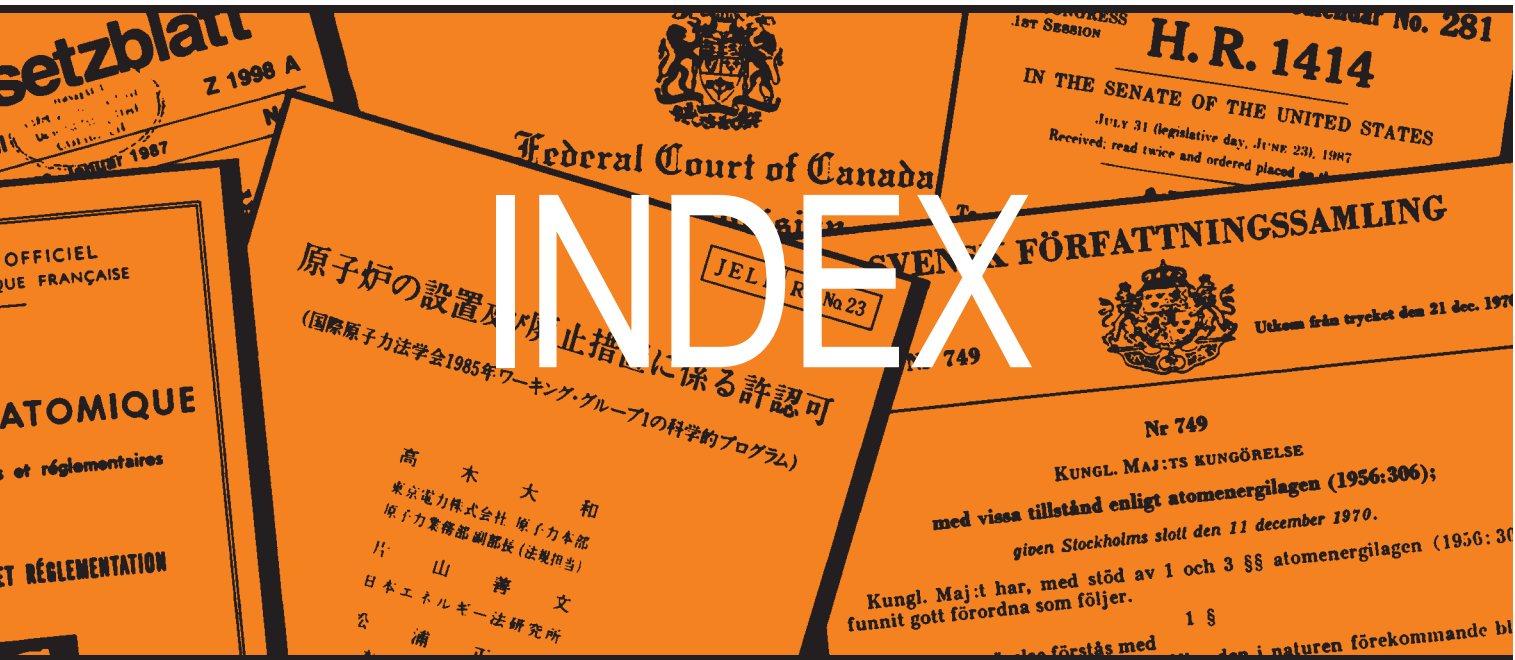 setzblatt
Z 1998 A
1987
Federal Court of Canada
No. 281
1ST SESSION
H. R. 1414
IN THE SENATE OF THE UNITED STATES
JULY 31 (legislative day, JUNE 23), 1987
Received; read twice and ordered placed on
INDEX
OFFICIEL
QUE FRANÇAISE
ATOMIQUE
s et réglementaires
ET RÉGLEMENTATION
No. 23
原子炉の設置及び廃止措置に係る許認可
(国際原子力法学会1985年ワーキング・グループ1の科学的プログラム)
高 木 大 和
東京電力株式会社 原子力本部
原子力業務部 副部長 (法規担当)
片 山 善 文
日本エネルギー法研究所
松 浦 正
SVENSK FÖRFATTNINGSSAMLING
Utkom från trycket den 21 dec. 1970
749
Nr 749
KUNGL. MAJ:TS KUNGÖRELSE
med vissa tillstånd enligt atomenergilagen (1956:306);
given Stockholms slott den 11 december 1970.
Kungl. Maj:t har, med stöd av 1 och 3 §§ atomenergilagen (1956:30
funnit gott förordna som följer.
1 §
förstås med
i naturen förekommande bl